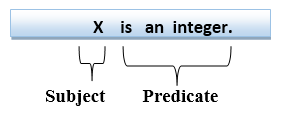 X is an integer.
Subject Predicate